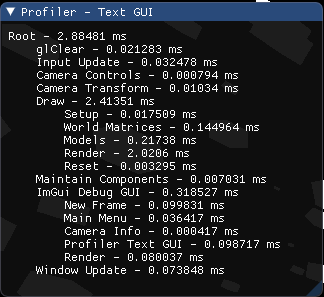 ▼ Profiler - Text GUI
Root - 2.88481 ms
glClear - 0.021283 ms
Input Update - 0.032478 ms
Camera Controls - 0.000794 ms
Camera Transform - 0.01034 ms
Draw - 2.41351 ms
Setup - 0.017509 ms
World Matrices - 0.144964 ms
Models - 0.21738 ms
Render - 2.0206 ms
Reset - 0.003295 ms
Maintain Components - 0.007031 ms
ImGui Debug GUI - 0.318527 ms
New Frame - 0.099831 ms
Main Menu - 0.036417 ms
Camera Info - 0.000417 ms
Profiler Text GUI - 0.098717 ms
Render - 0.080037 ms
Window Update - 0.073848 ms